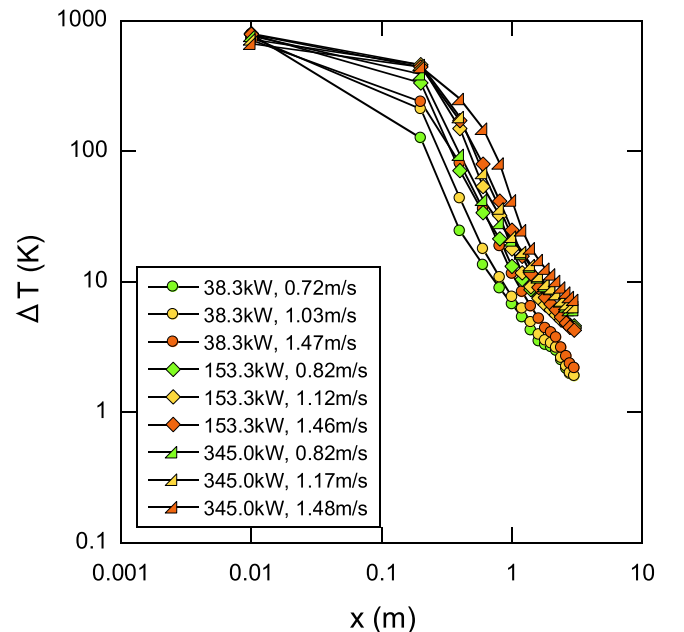 1000
100
10
1
0.1
Δ T (K)
38.3kW, 0.72m/s
38.3kW, 1.03m/s
38.3kW, 1.47m/s
153.3kW, 0.82m/s
153.3kW, 1.12m/s
153.3kW, 1.46m/s
345.0kW, 0.82m/s
345.0kW, 1.17m/s
345.0kW, 1.48m/s
0.001 0.01 0.1 1 10
x (m)